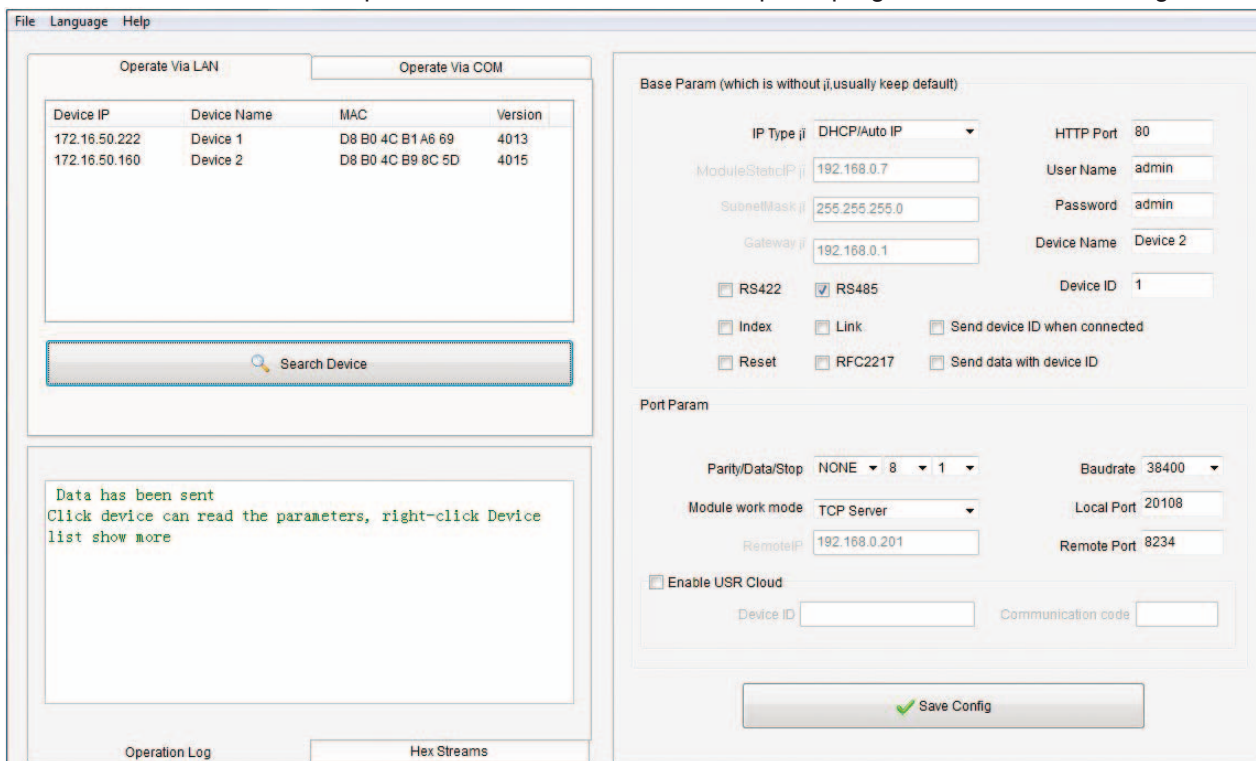 File Language Help
Operate Via LAN
Operate Via COM
Device IP Device Name MAC Version
172.16.50.222 Device 1 D8 B0 4C B1 A6 69 4013
172.16.50.160 Device 2 D8 B0 4C B9 8C 5D 4015
Search Device
Data has been sent
Click device can read the parameters, right-click Device
list show more
Operation Log
Hex Streams
Base Param (which is without ¡ï,usually keep default)
IP Type ¡ï DHCP/Auto IP HTTP Port 80
ModuleStaticIP ¡ï 192.168.0.7 User Name admin
SubnetMask ¡ï 255.255.255.0 Password admin
Gateway ¡ï 192.168.0.1 Device Name Device 2
RS422 RS485 Device ID 1
Index Link Send device ID when connected
Reset RFC2217 Send data with device ID
Port Param
Parity/Data/Stop NONE 8 1 Baudrate 38400
Module work mode TCP Server Local Port 20108
RemoteIP 192.168.0.201 Remote Port 8234
Enable USR Cloud
Device ID Communication code
Save Config